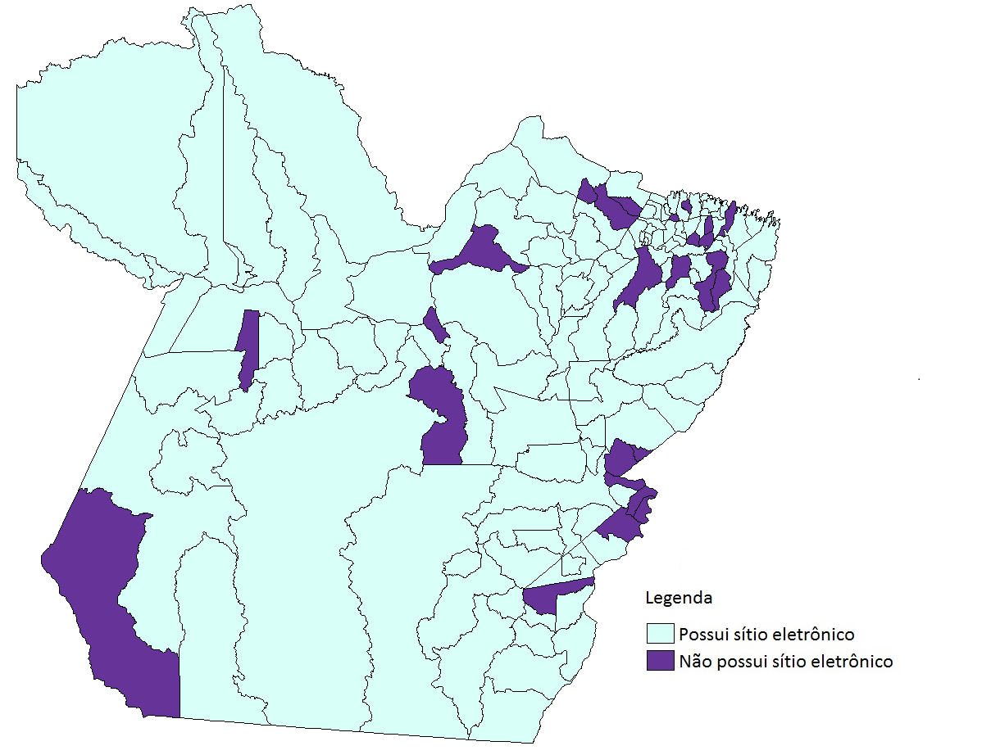 Legenda
Possui sítio eletrônico
Não possui sítio eletrônico